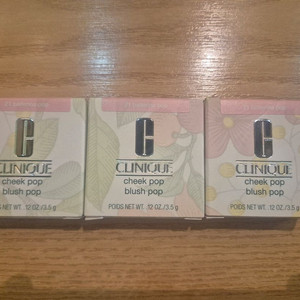 CLINIQUE
cheek pop
blush pop
POIDS NET WT. .12 OZ./3.5 g
CLINIQUE
cheek pop
blush pop
POIDS NET WT. .12 OZ./3.5 g
CLINIQUE
cheek pop
blush pop
POIDS NET WT. .12 OZ./3.5 g